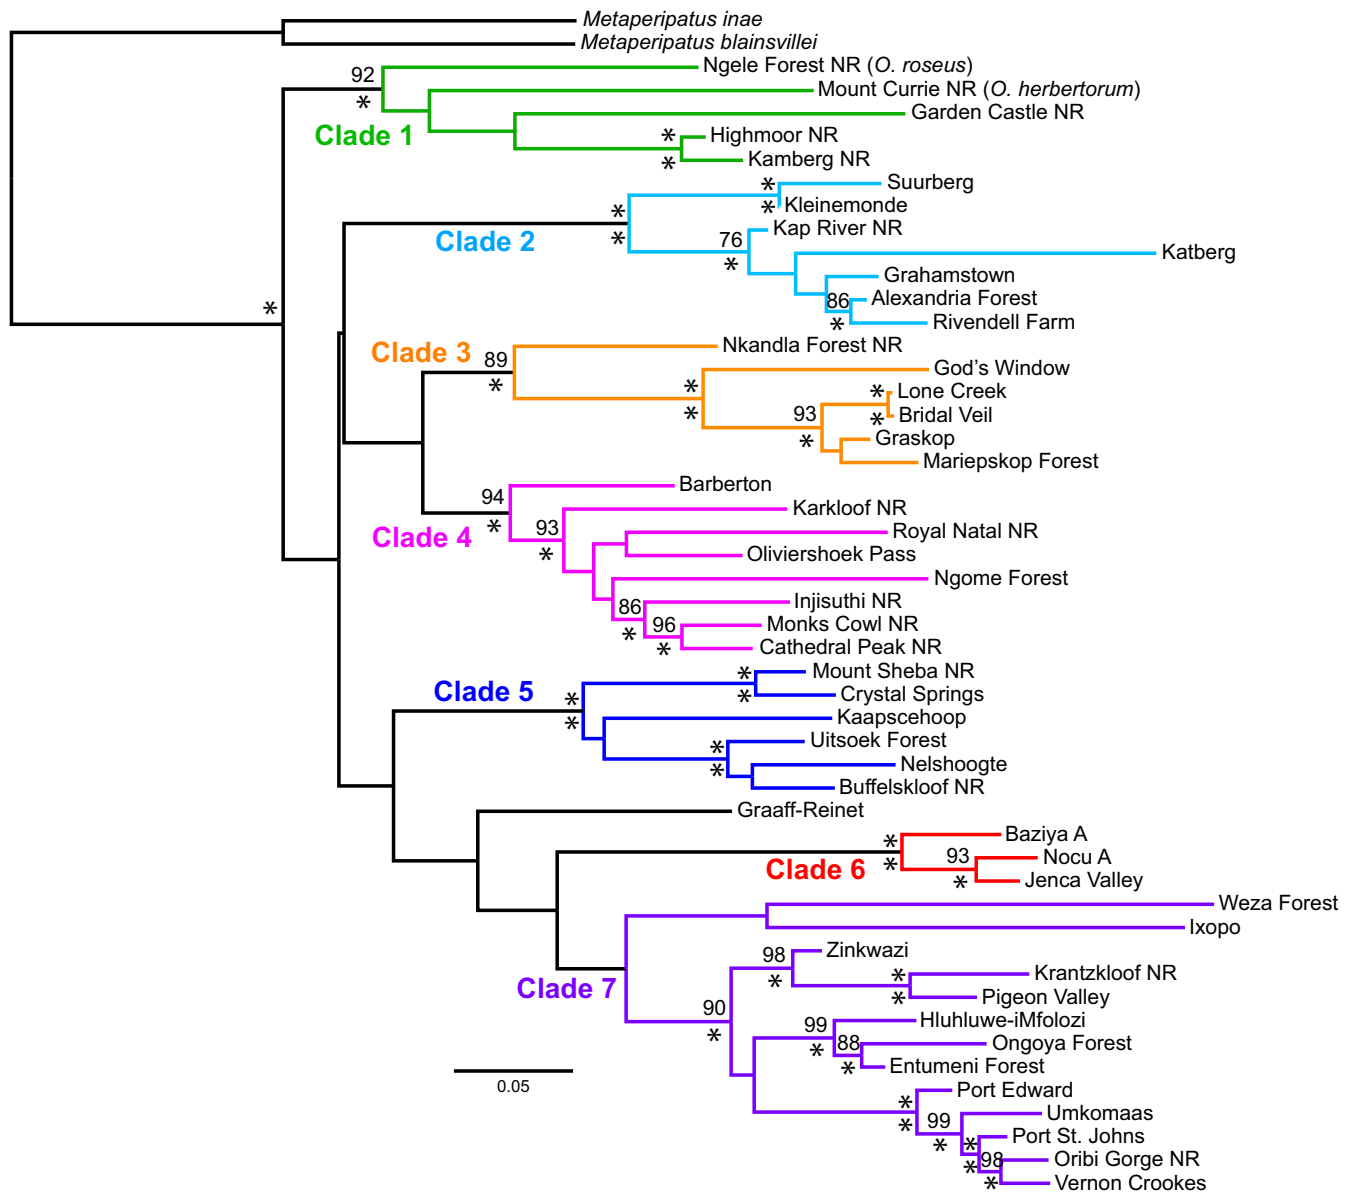 Metaperipatus inae
Metaperipatus blainsvillei
Ngele Forest NR (O. roseus)
92
*
Mount Currie NR (O. herbertorum)
Garden Castle NR
Clade 1
* Highmoor NR
* Kamberg NR
* Suurberg
* Kleinemonde
*
Kap River NR
* Clade 2
76
*
Katberg
Grahamstown
86 Alexandria Forest
*
* Rivendell Farm
Nkandla Forest NR
Clade 3
89
*
God's Window
*
* Lone Creek
* Bridal Veil
*
93
*
Graskop
Mariepskop Forest
Barberton
94
*
Karkloof NR
93
*
Clade 4
Royal Natal NR
Oliviershoek Pass
Ngome Forest
Injisuthi NR
86
*
96 Monks Cowl NR
* Cathedral Peak NR
* Mount Sheba NR
* Crystal Springs
Clade 5
*
*
Kaapscehoop
* Uitsoek Forest
* Nelshoogte
Buffelskloof NR
Graaff-Reinet
* Baziya A
*
93 Nocu A
* Jenca Valley
Clade 6
Weza Forest
Ixopo
Zinkwazi
98
*
* Krantzkloof NR
* Pigeon Valley
Clade 7
90
*
Hluhluwe-iMfolozi
99
*
88 Ongoya Forest
* Entumeni Forest
0.05
Port Edward
*
*
Umkomaas
99
*
Port St. Johns
*
*
98 Oribi Gorge NR
* Vernon Crookes